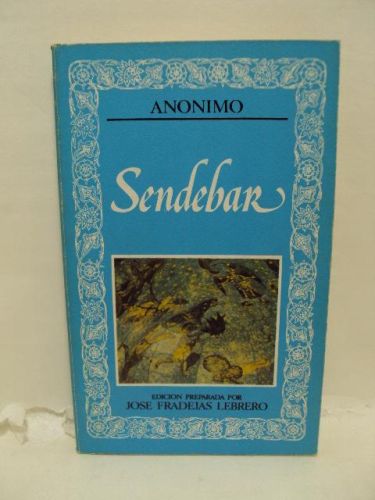 ANONIMO
Sendebar
EDICION PREPARADA POR
JOSE FRADEJAS LEBRERO